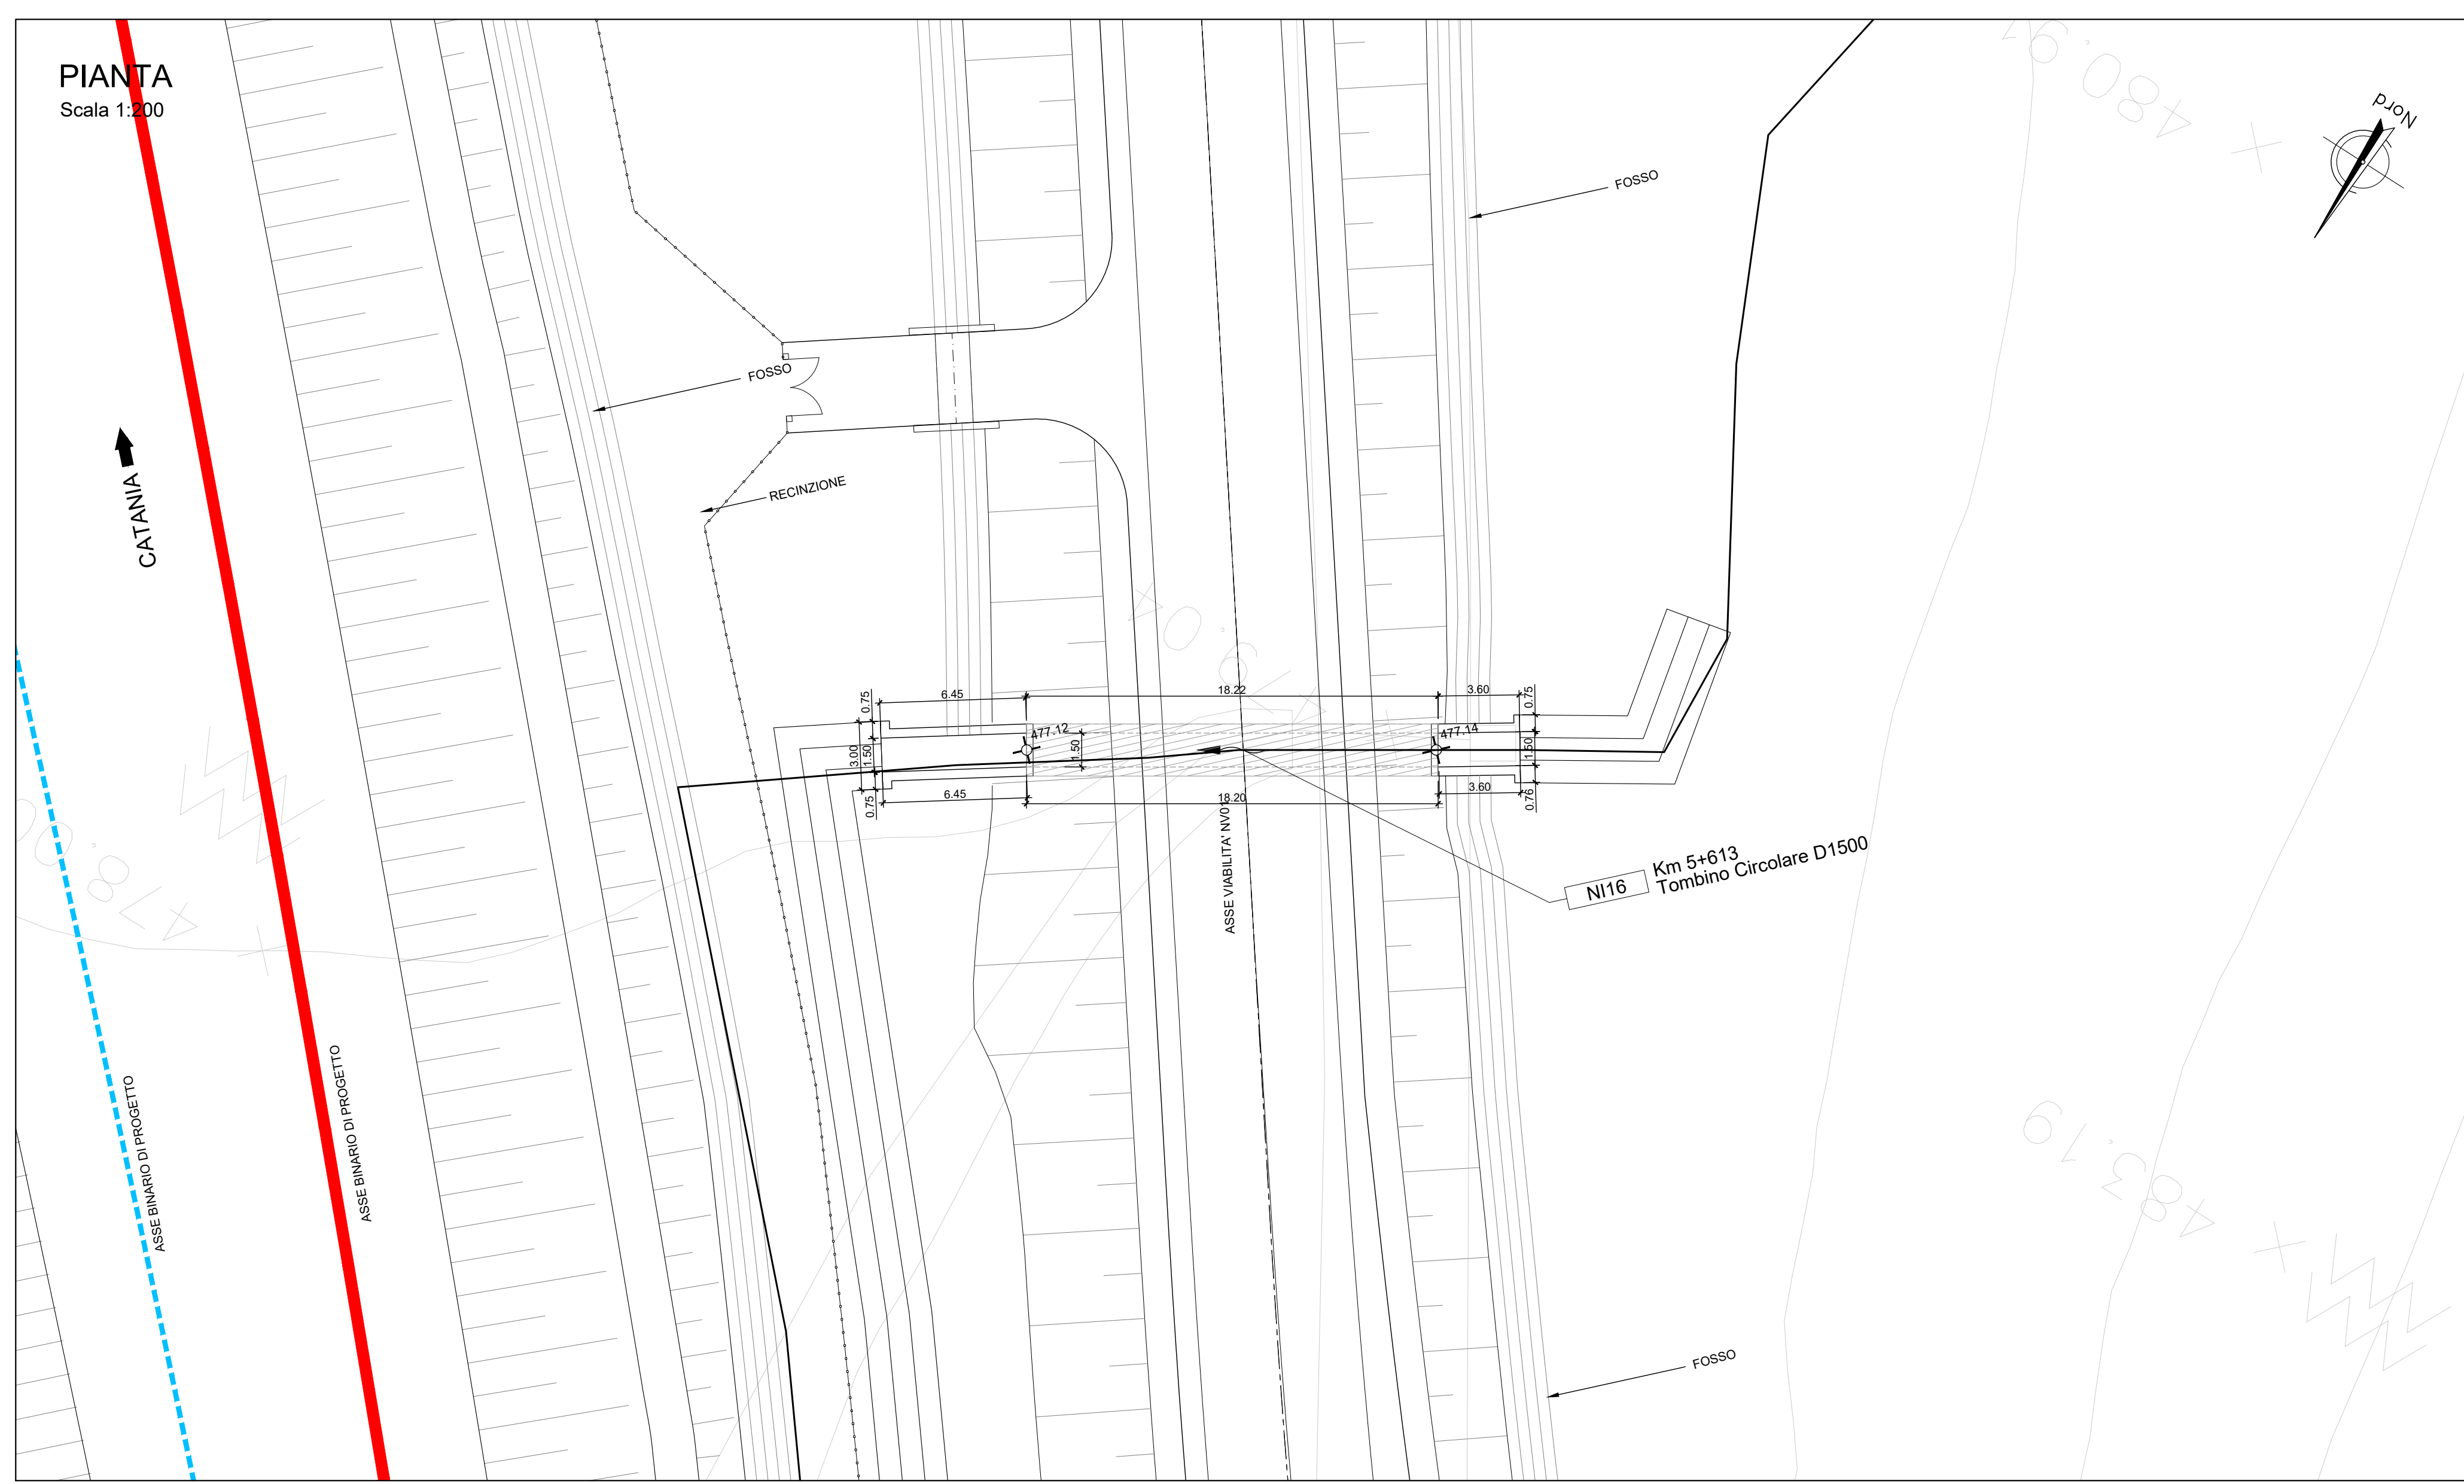 PIANTA
Scala 1:200
Nord
FOSSO
FOSSO
RECINZIONE
CATANIA
0.75
6.45
18.22
3.60
0.75
477.12
477.14
3.00
1.50
1.50
1.50
0.75
6.45
18.20
3.60
0.76
ASSE VIABILITA' NV01
NI16
Km 5+613
Tombino Circolare D1500
ASSE BINARIO DI PROGETTO
ASSE BINARIO DI PROGETTO
FOSSO